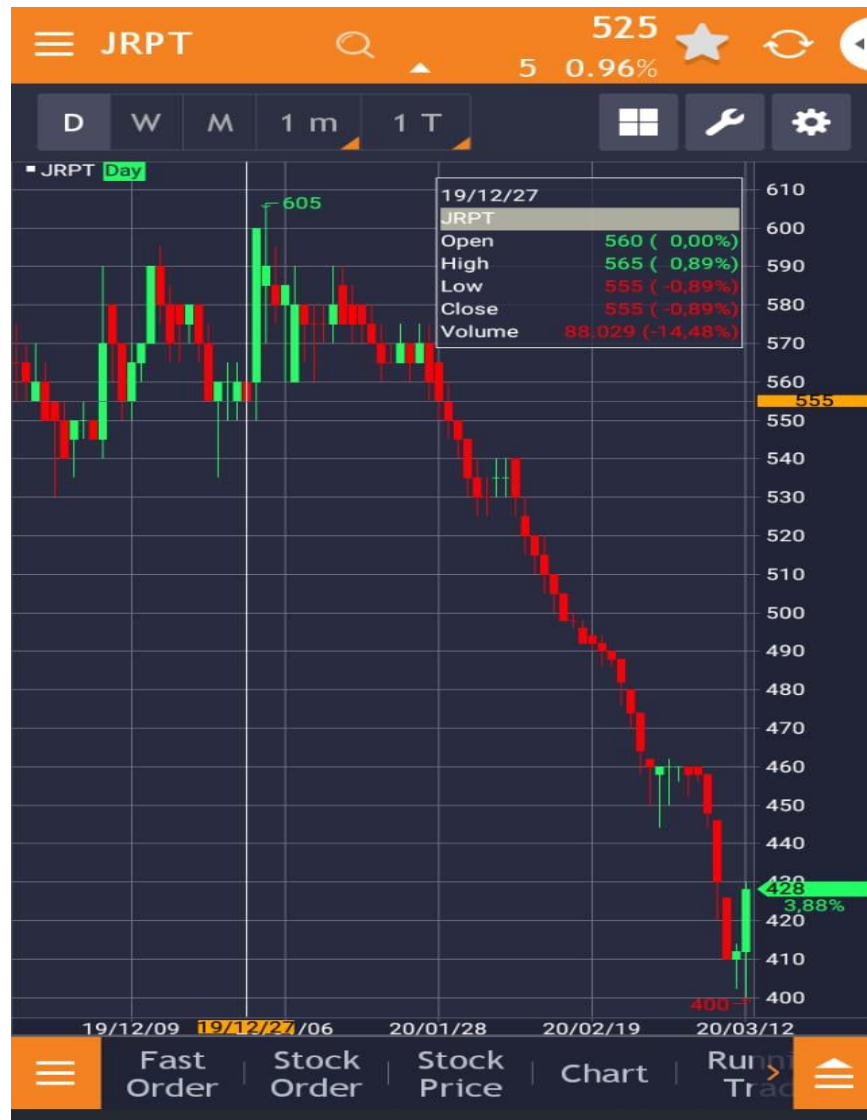 JRPT
525
5 0.96%
D W M 1 m 1 T
JRPT Day
605
19/12/27
JRPT
Open 560 ( 0,00%)
High 565 ( 0,89%)
Low 555 ( -0,89%)
Close 555 ( -0,89%)
Volume 88.029 (-14,48%)
610
600
590
580
570
560
555
550
540
530
520
510
500
490
480
470
460
450
440
430
428
3,88%
420
410
400
400
19/12/09 19/12/27 /06 20/01/28 20/02/19 20/03/12
Fast Order
Stock Order
Stock Price
Chart